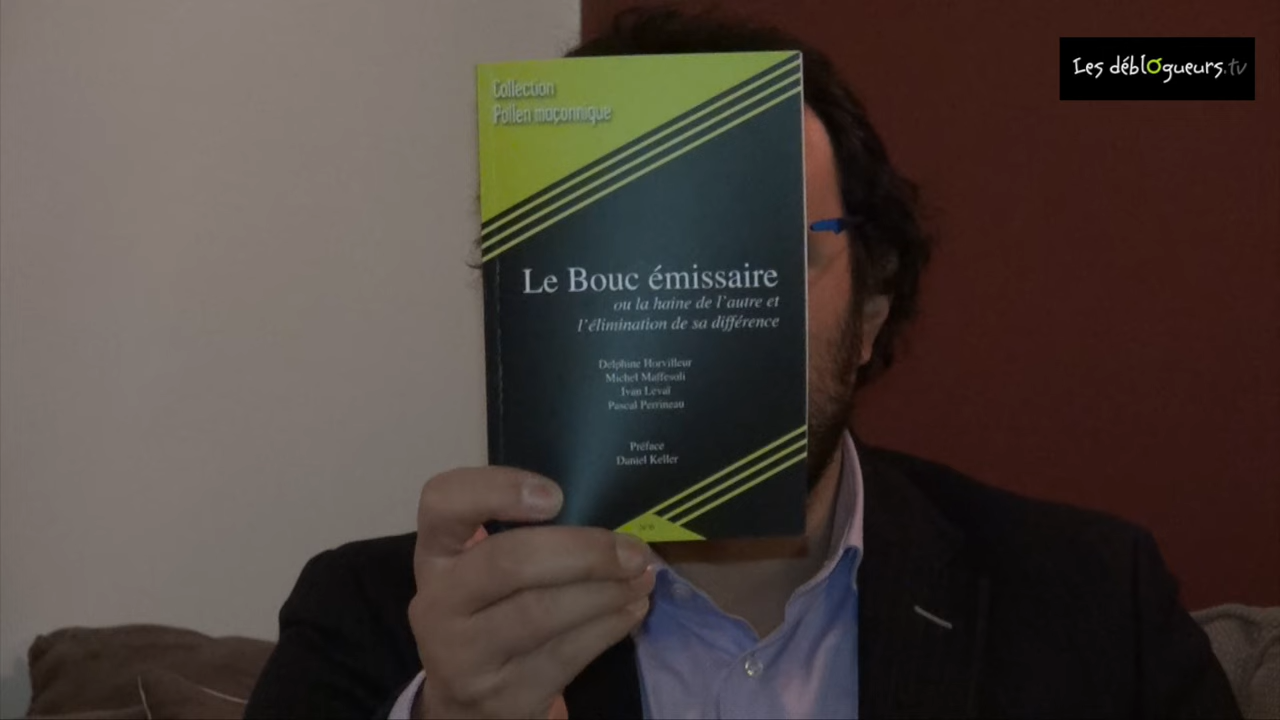 Les déblogueurs.tv
Collection
Pollen maçonnique
Le Bouc émissaire
ou la haine de l'autre et
l'élimination de sa différence
Delphine Horvilleur
Michel Maffesoli
Ivan Levaï
Pascal Perrineau
Préface
Daniel Keller